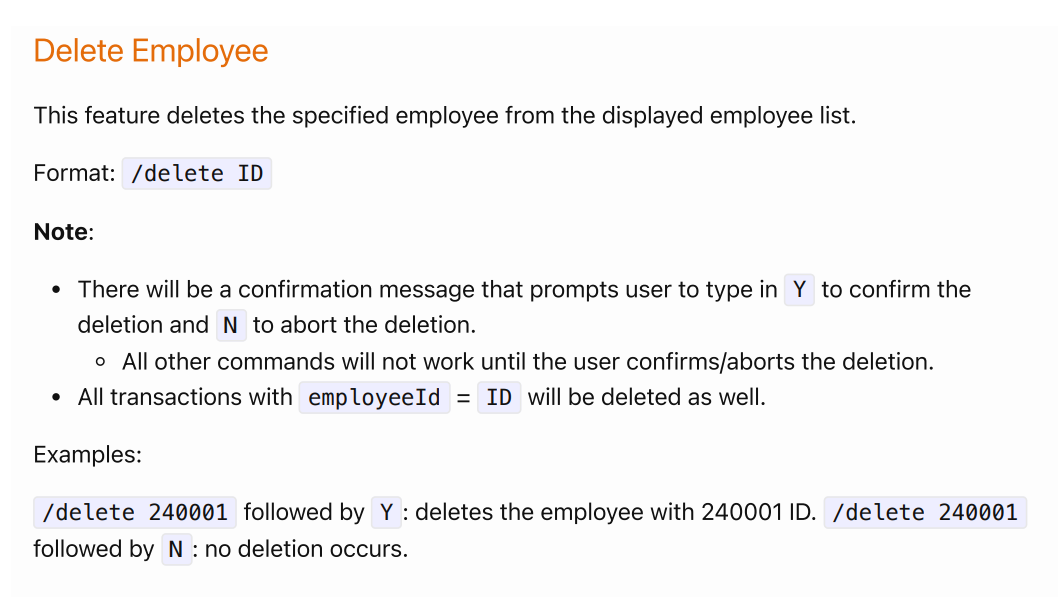 Delete Employee
This feature deletes the specified employee from the displayed employee list.
Format: /delete ID
Note:
• There will be a confirmation message that prompts user to type in Y to confirm the
deletion and N to abort the deletion.
◦ All other commands will not work until the user confirms/aborts the deletion.
• All transactions with employeeId = ID will be deleted as well.
Examples:
/delete 240001 followed by Y : deletes the employee with 240001 ID. /delete 240001
followed by N : no deletion occurs.